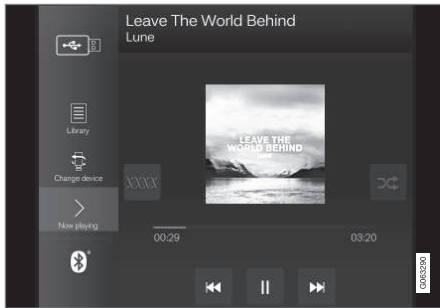 Leave The World Behind
Lune
Library
Change device
Now playing
LEAVE THE
WORLD BEHIND
LUNE
XXXX
00:29
03:20
G063290